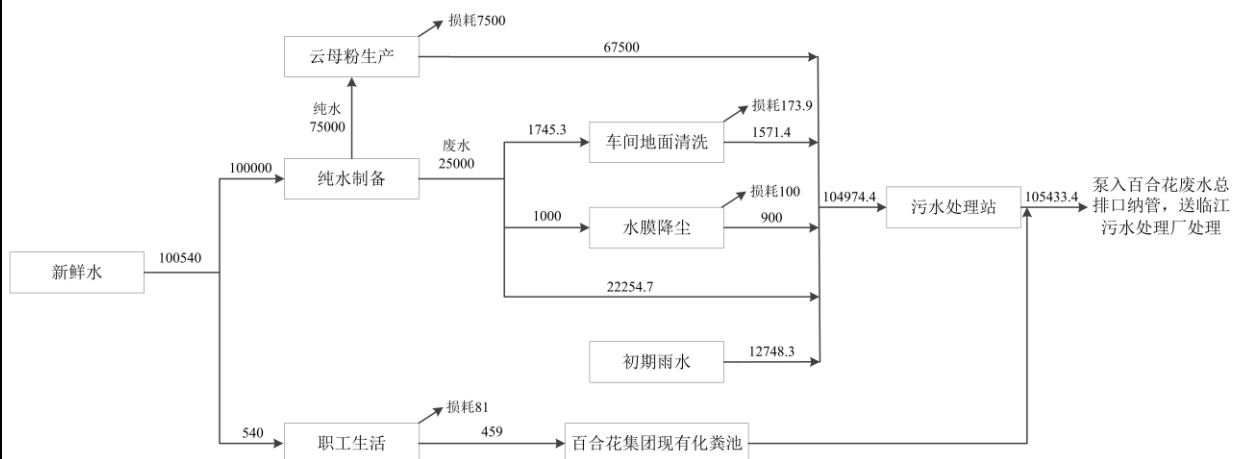 损耗7500
云母粉生产
67500
纯水
75000
损耗173.9
1745.3
车间地面清洗
1571.4
废水
25000
100000
纯水制备
损耗100
1000
水膜降尘
900
104974.4
污水处理站
105433.4
泵入百合花废水总
排口纳管，送临江
污水处理厂处理
新鲜水
100540
22254.7
初期雨水
12748.3
损耗81
540
职工生活
459
百合花集团现有化粪池